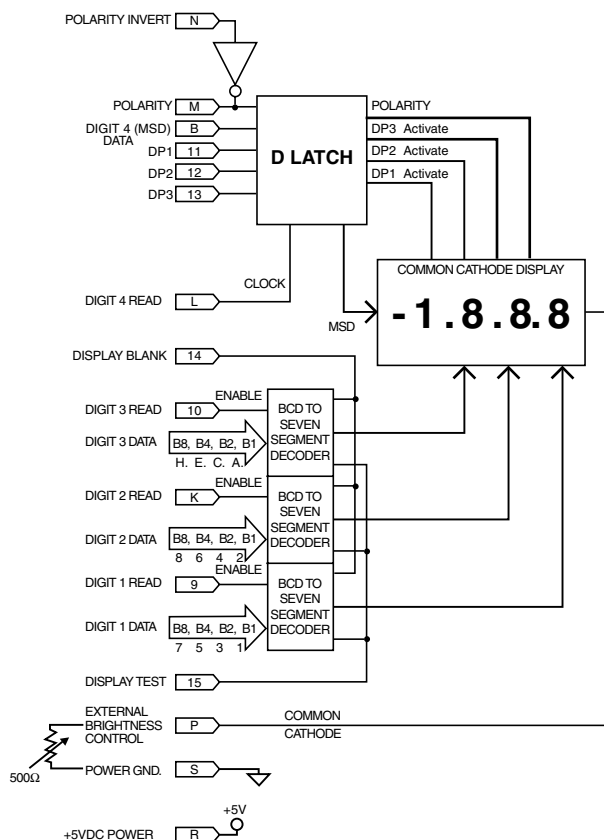 POLARITY INVERT N
POLARITY M
DIGIT 4 (MSD) B
DATA
DP1 11
DP2 12
DP3 13
D LATCH
POLARITY
DP3 Activate
DP2 Activate
DP1 Activate
CLOCK
DIGIT 4 READ L
MSD
COMMON CATHODE DISPLAY
-1.8.8.8
DISPLAY BLANK 14
DIGIT 3 READ 10
ENABLE
DIGIT 3 DATA
B8, B4, B2, B1
H. E. C. A.
BCD TO
SEVEN
SEGMENT
DECODER
DIGIT 2 READ K
ENABLE
DIGIT 2 DATA
B8, B4, B2, B1
8 6 4 2
BCD TO
SEVEN
SEGMENT
DECODER
DIGIT 1 READ 9
ENABLE
DIGIT 1 DATA
B8, B4, B2, B1
7 5 3 1
BCD TO
SEVEN
SEGMENT
DECODER
DISPLAY TEST 15
EXTERNAL
BRIGHTNESS
CONTROL
P
COMMON
CATHODE
500Ω
POWER GND. S
+5V
+5VDC POWER R